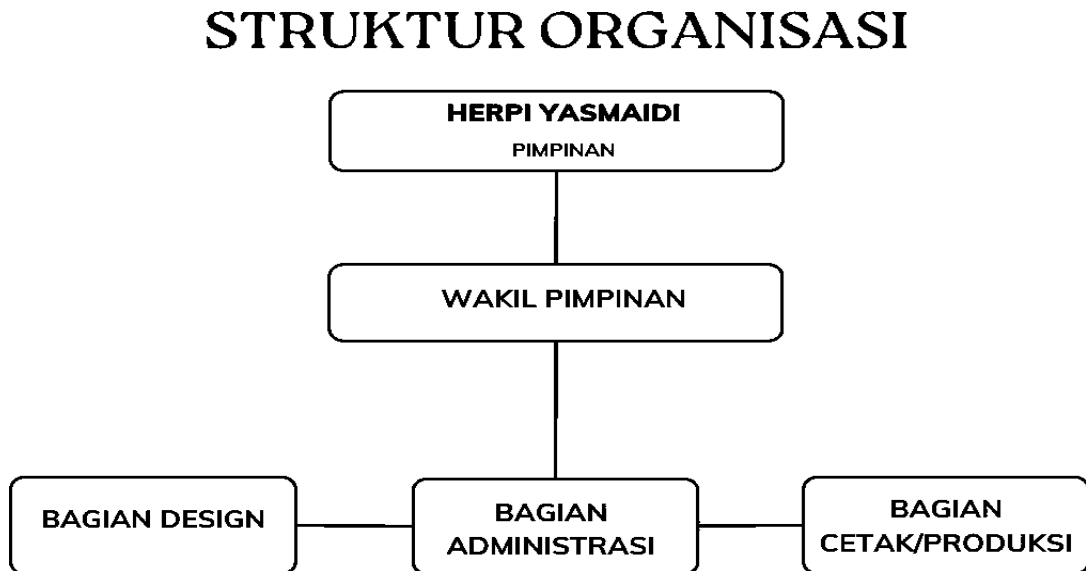 STRUKTUR ORGANISASI
HERPI YASMAIDI
PIMPINAN
WAKIL PIMPINAN
BAGIAN DESIGN
BAGIAN
ADMINISTRASI
BAGIAN
CETAK/PRODUKSI